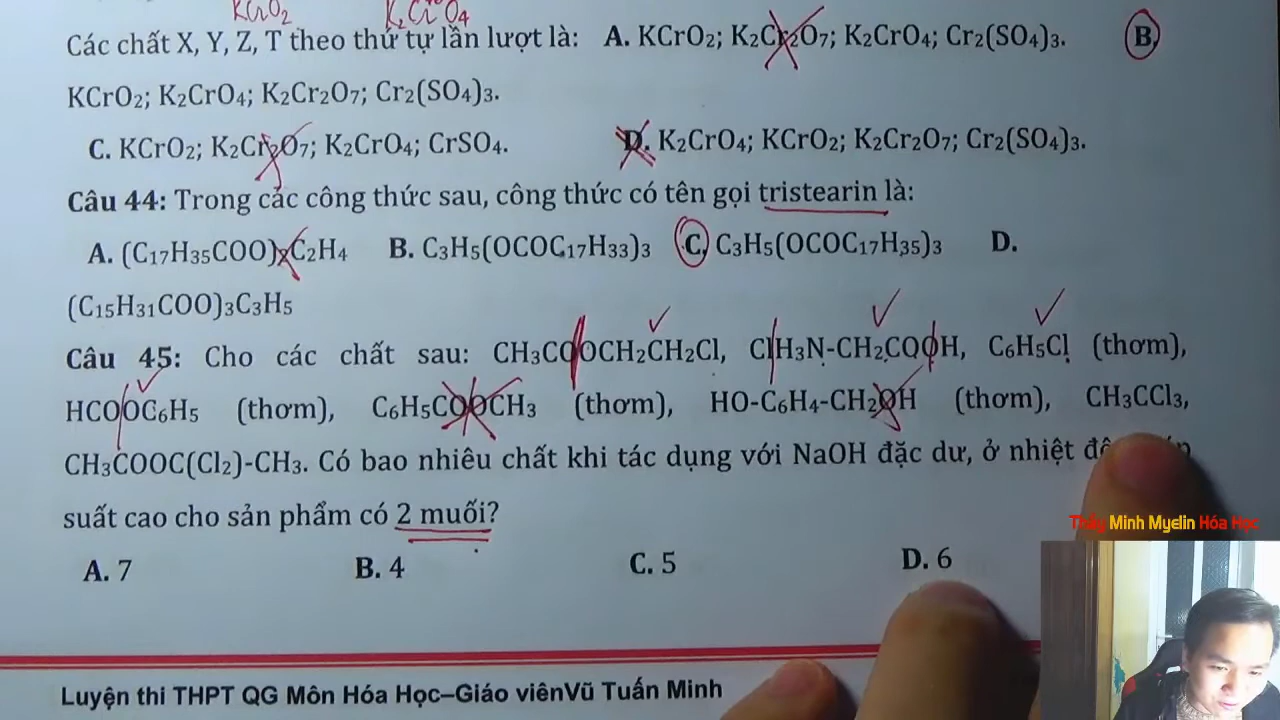 KCrO₂ K₂CrO₄
Các chất X, Y, Z, T theo thứ tự lần lượt là: A. KCrO₂; K₂Cr₂O₇; K₂CrO₄; Cr₂(SO₄)₃. B.
KCrO₂; K₂CrO₄; K₂Cr₂O₇; Cr₂(SO₄)₃.
C. KCrO₂; K₂Cr₂O₇; K₂CrO₄; CrSO₄. D. K₂CrO₄; KCrO₂; K₂Cr₂O₇; Cr₂(SO₄)₃.
Câu 44: Trong các công thức sau, công thức có tên gọi tristearin là:
A. (C₁₇H₃₅COO)₂C₂H₄ B. C₃H₅(OCOC₁₇H₃₃)₃ C. C₃H₅(OCOC₁₇H₃₅)₃ D.
(C₁₅H₃₁COO)₃C₃H₅
Câu 45: Cho các chất sau: CH₃COOCH₂CH₂Cl, ClH₃N-CH₂COOH, C₆H₅Cl (thơm),
HCOOC₆H₅ (thơm), C₆H₅COOCH₃ (thơm), HO-C₆H₄-CH₂OH (thơm), CH₃CCl₃,
CH₃COOC(Cl₂)-CH₃. Có bao nhiêu chất khi tác dụng với NaOH đặc dư, ở nhiệt
suất cao cho sản phẩm có 2 muối?
Thầy Minh Myelin Hóa Học
A. 7 B. 4 C. 5 D. 6
Luyện thi THPT QG Môn Hóa Học–Giáo viênVũ Tuấn Minh